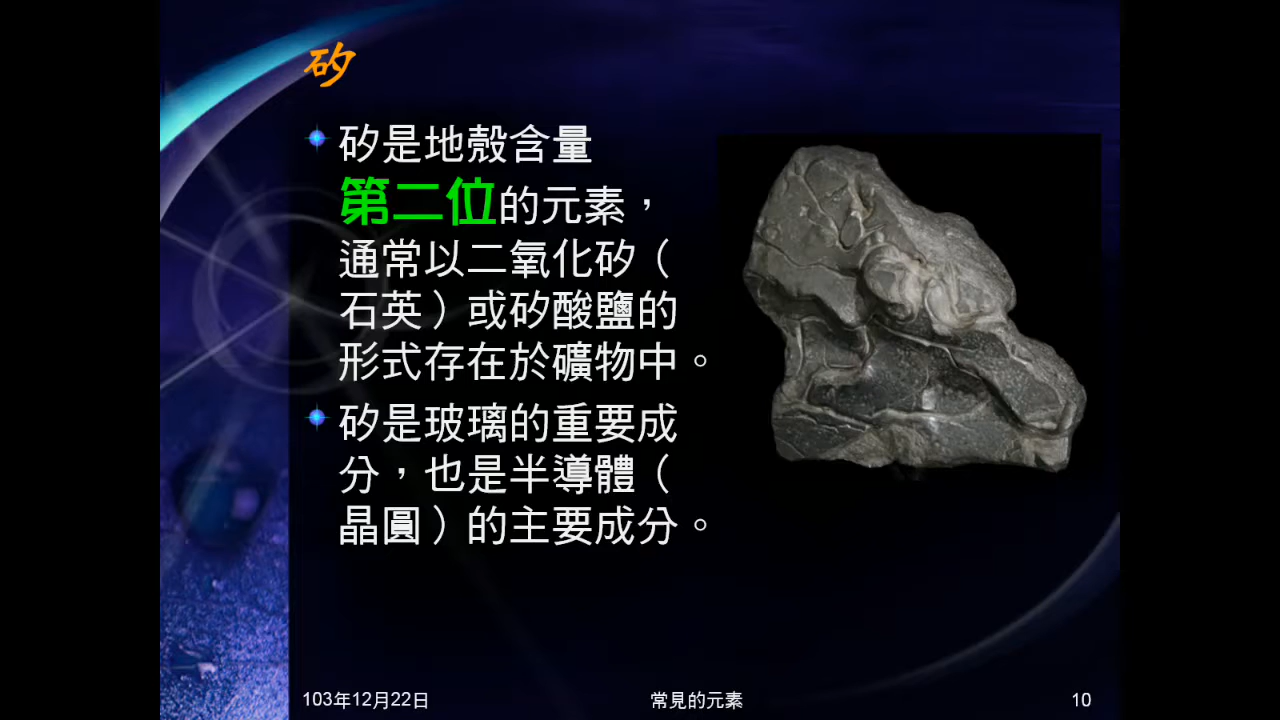 矽
矽是地殼含量
第二位的元素，
通常以二氧化矽（
石英）或矽酸鹽的
形式存在於礦物中。
矽是玻璃的重要成
分，也是半導體（
晶圓）的主要成分。
103年12月22日
常見的元素
10